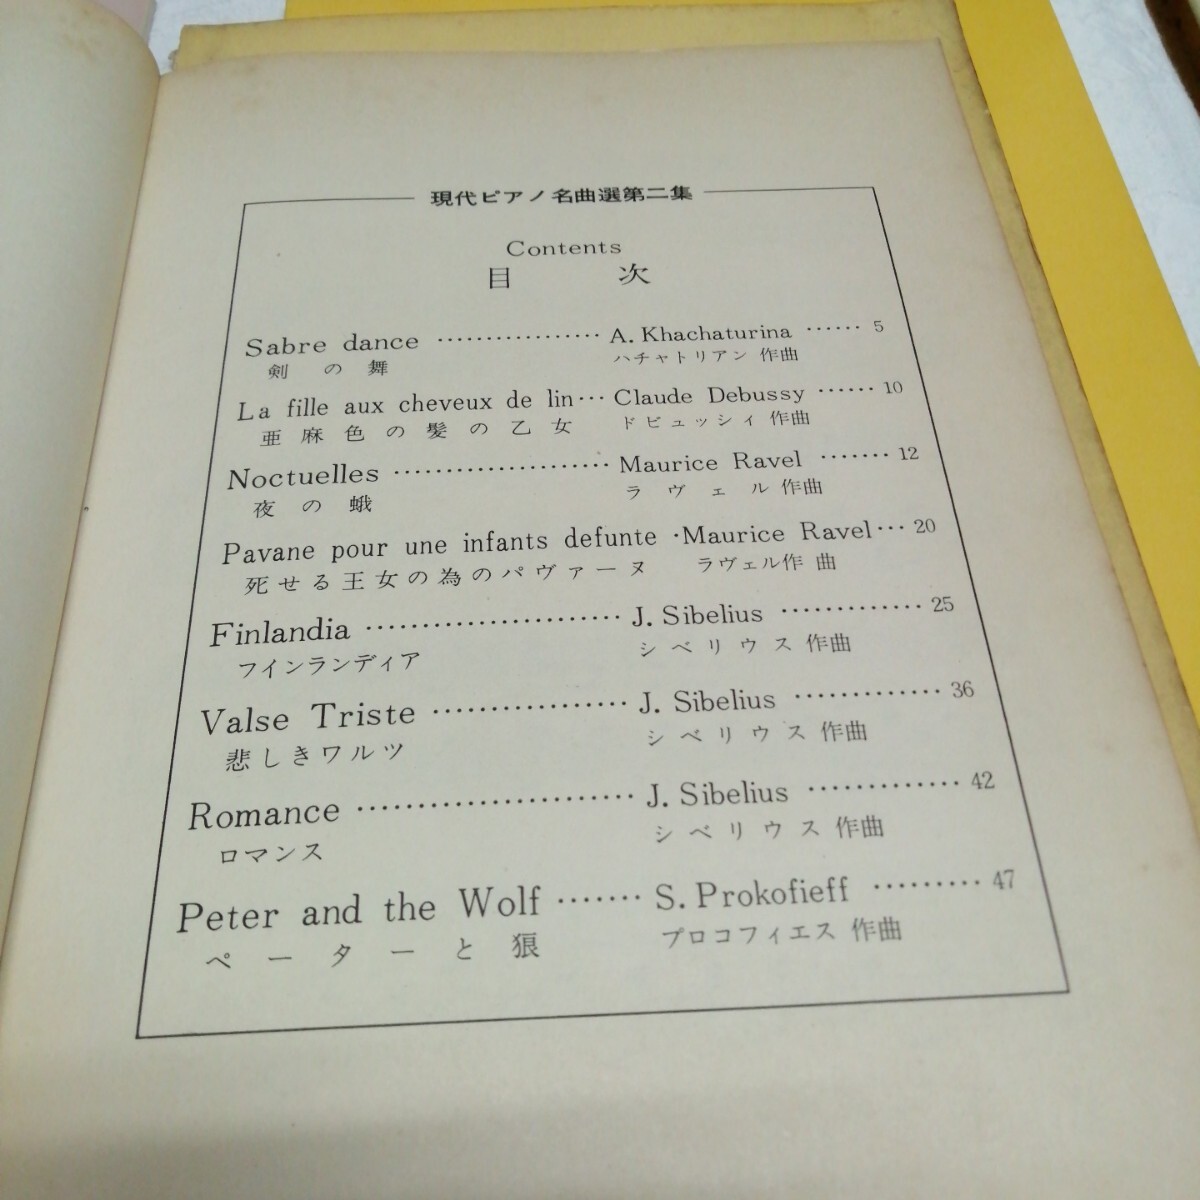 現代ピアノ名曲選第二集
Contents
目次
Sabre dance ················· A. Khachaturina ······ 5
剣の舞 ハチャトリアン 作曲
La fille aux cheveux de lin··· Claude Debussy ······ 10
亜麻色の髪の乙女 ドビュッシィ 作曲
Noctuelles ······················ Maurice Ravel ······· 12
夜の蛾 ラヴェル 作曲
Pavane pour une infants defunte · Maurice Ravel ··· 20
死せる王女の為のパヴァーヌ ラヴェル作 曲
Finlandia ······················· J. Sibelius ············· 25
フインランディア シベリウス 作曲
Valse Triste ·················· J. Sibelius ············· 36
悲しきワルツ シベリウス 作曲
Romance ························· J. Sibelius ············· 42
ロマンス シベリウス 作曲
Peter and the Wolf ······· S. Prokofieff ········· 47
ペーターと狼 プロコフィエス 作曲